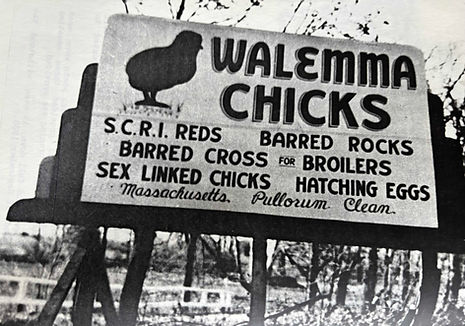 WALEMMA
CHICKS
S.C.R.I. REDS BARRED ROCKS
BARRED CROSS FOR BROILERS
SEX LINKED CHICKS HATCHING EGGS
Massachusetts. Pullorum Clean.